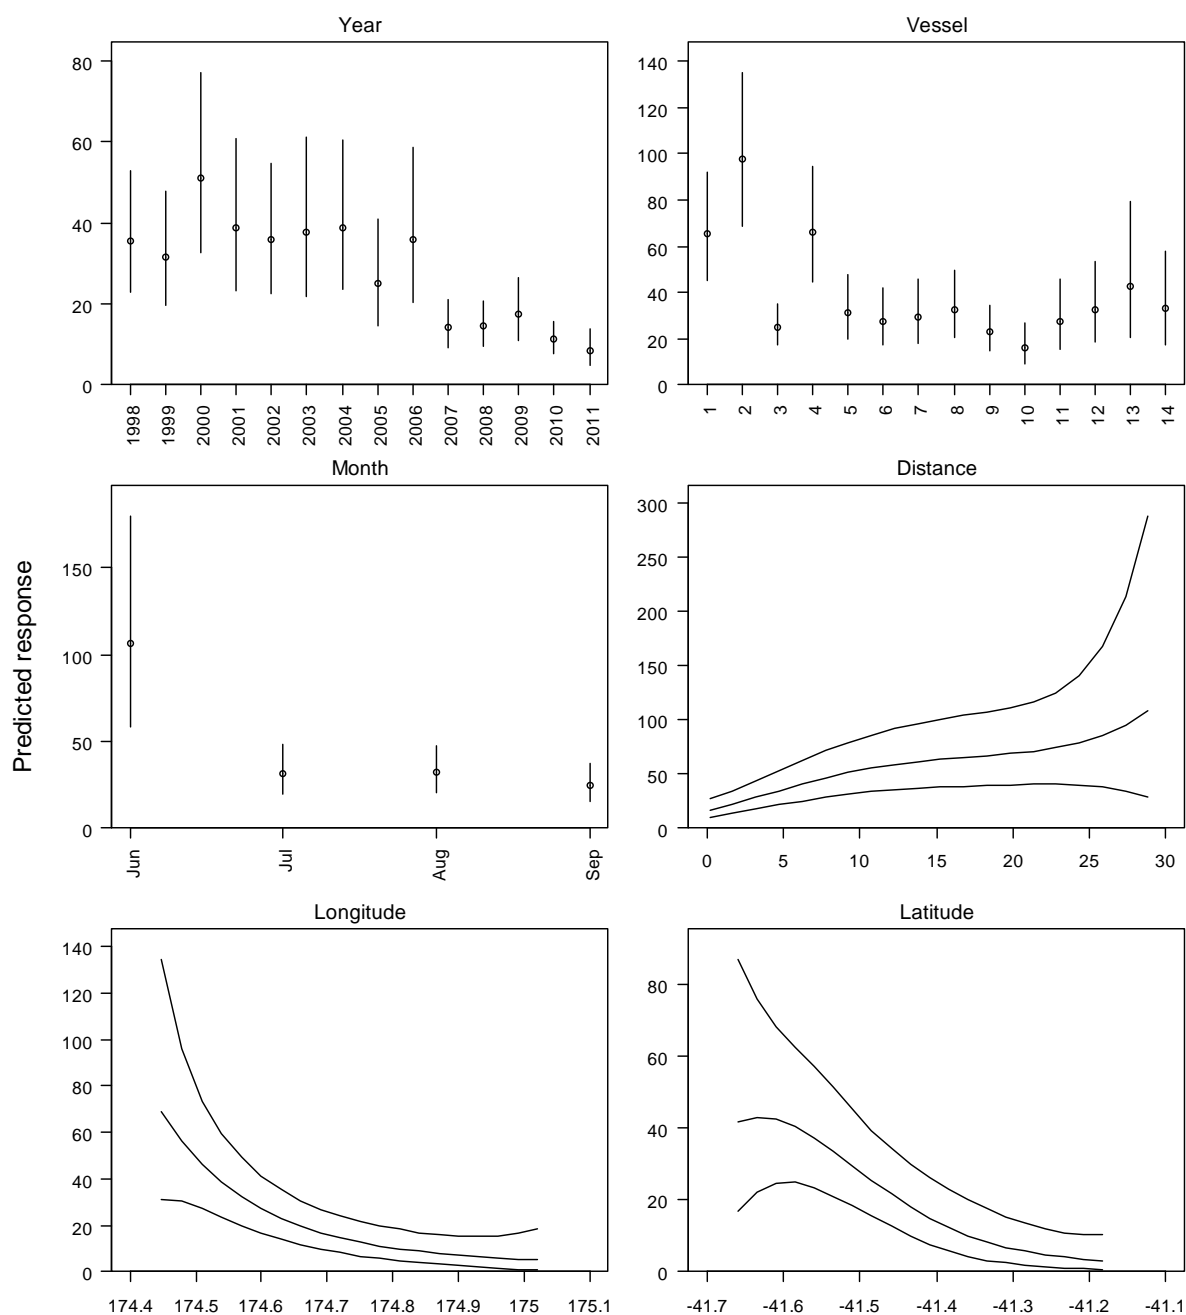 Year
80
60
40
20
0
1998 1999 2000 2001 2002 2003 2004 2005 2006 2007 2008 2009 2010 2011
Vessel
140
120
100
80
60
40
20
0
1 2 3 4 5 6 7 8 9 10 11 12 13 14
Predicted response
Month
150
100
50
0
Jun Jul Aug Sep
Distance
300
250
200
150
100
50
0
0 5 10 15 20 25 30
Longitude
140
120
100
80
60
40
20
0
174.4 174.5 174.6 174.7 174.8 174.9 175 175.1
Latitude
80
60
40
20
0
-41.7 -41.6 -41.5 -41.4 -41.3 -41.2 -41.1